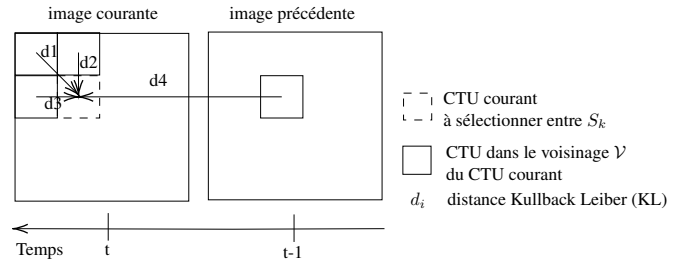 image courante
image précédente
d1
d2
d4
d3
CTU courant
à sélectionner entre S_k
CTU dans le voisinage 𝒱
du CTU courant
d_i distance Kullback Leiber (KL)
Temps
t
t-1